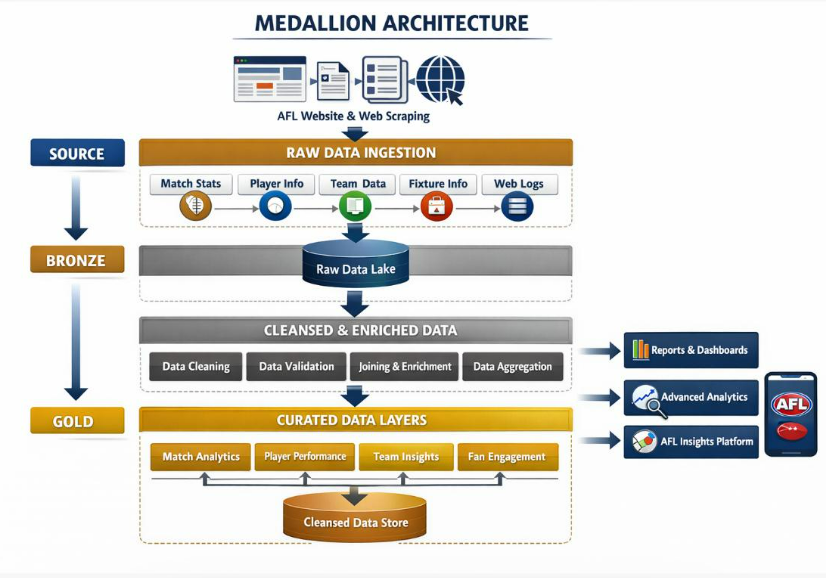 MEDALLION ARCHITECTURE
AFL Website & Web Scraping
SOURCE
RAW DATA INGESTION
Match Stats
Player Info
Team Data
Fixture Info
Web Logs
BRONZE
Raw Data Lake
CLEANSED & ENRICHED DATA
Data Cleaning
Data Validation
Joining & Enrichment
Data Aggregation
Reports & Dashboards
Advanced Analytics
AFL Insights Platform
AFL
GOLD
CURATED DATA LAYERS
Match Analytics
Player Performance
Team Insights
Fan Engagement
Cleansed Data Store